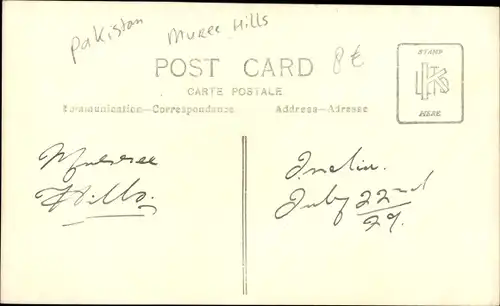 Pakistan
Muree Hills
8€
POST CARD
CARTE POSTALE
Communication—Correspondance
Address—Adresse
STAMP
HERE
Murree
Hills
India.
July 22nd
29.